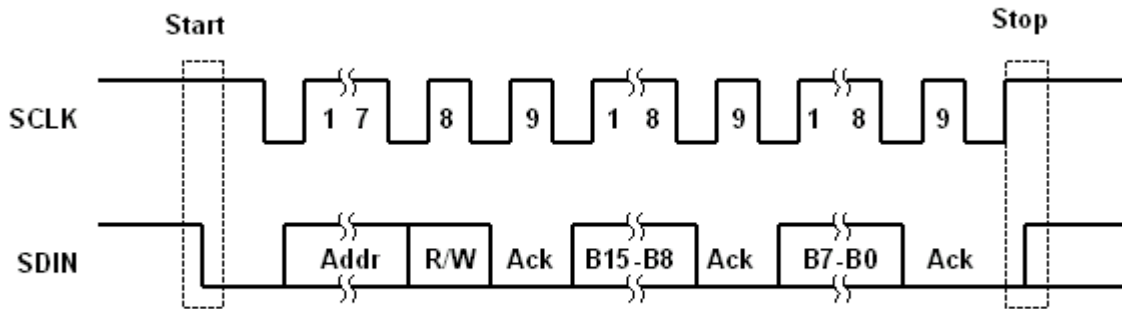 Start Stop
SCLK 1 7 8 9 1 8 9 1 8 9
SDIN Addr R/W Ack B15-B8 Ack B7-B0 Ack